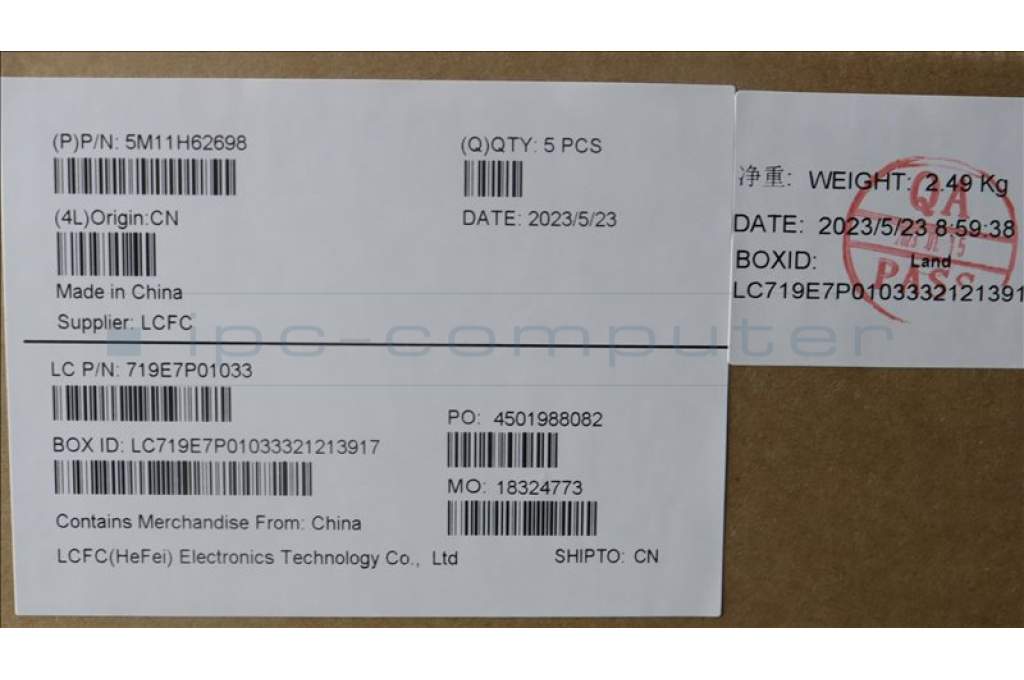 (P)P/N: 5M11H62698
(Q)QTY: 5 PCS
(4L)Origin:CN
DATE: 2023/5/23
Made in China
Supplier: LCFC
LC P/N: 719E7P01033
PO: 4501988082
BOX ID: LC719E7P01033321213917
MO: 18324773
Contains Merchandise From: China
LCFC(HeFei) Electronics Technology Co., Ltd
SHIPTO: CN
净重: WEIGHT: 2.49 Kg
DATE: 2023/5/23 8:59:38
BOXID: Land
LC719E7P0103332121391
QA
PASS
ipc-computer